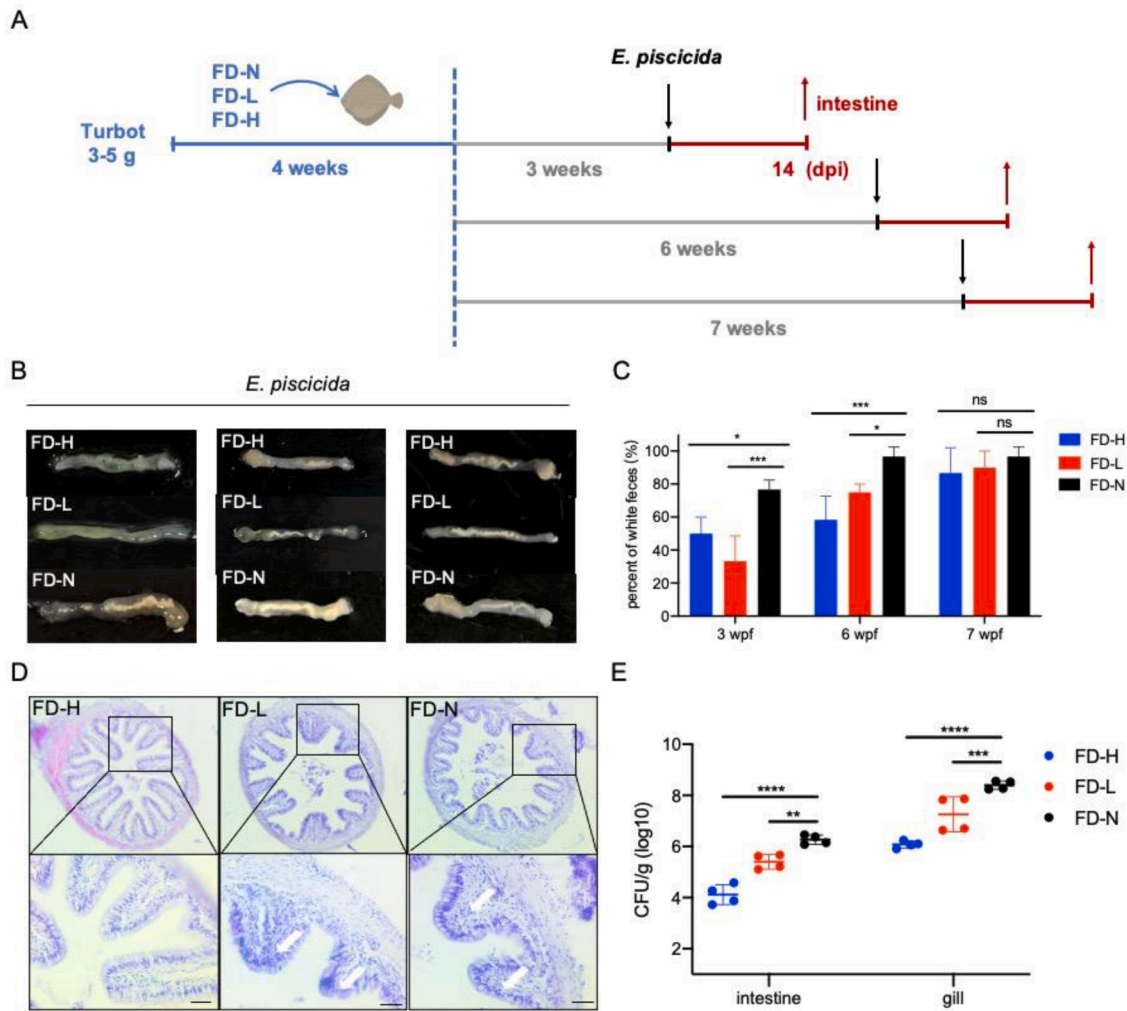 A
FD-N
FD-L
FD-H
Turbot
3-5 g
4 weeks
E. piscicida
intestine
3 weeks
14 (dpi)
6 weeks
7 weeks
B
E. piscicida
FD-H
FD-H
FD-H
FD-L
FD-L
FD-L
FD-N
FD-N
FD-N
C
percent of white feces (%)
100
80
60
40
20
0
*
***
***
*
ns
ns
3 wpf
6 wpf
7 wpf
FD-H
FD-L
FD-N
D
FD-H
FD-L
FD-N
E
CFU/g (log10)
10
8
6
4
2
****
**
****
***
intestine
gill
FD-H
FD-L
FD-N